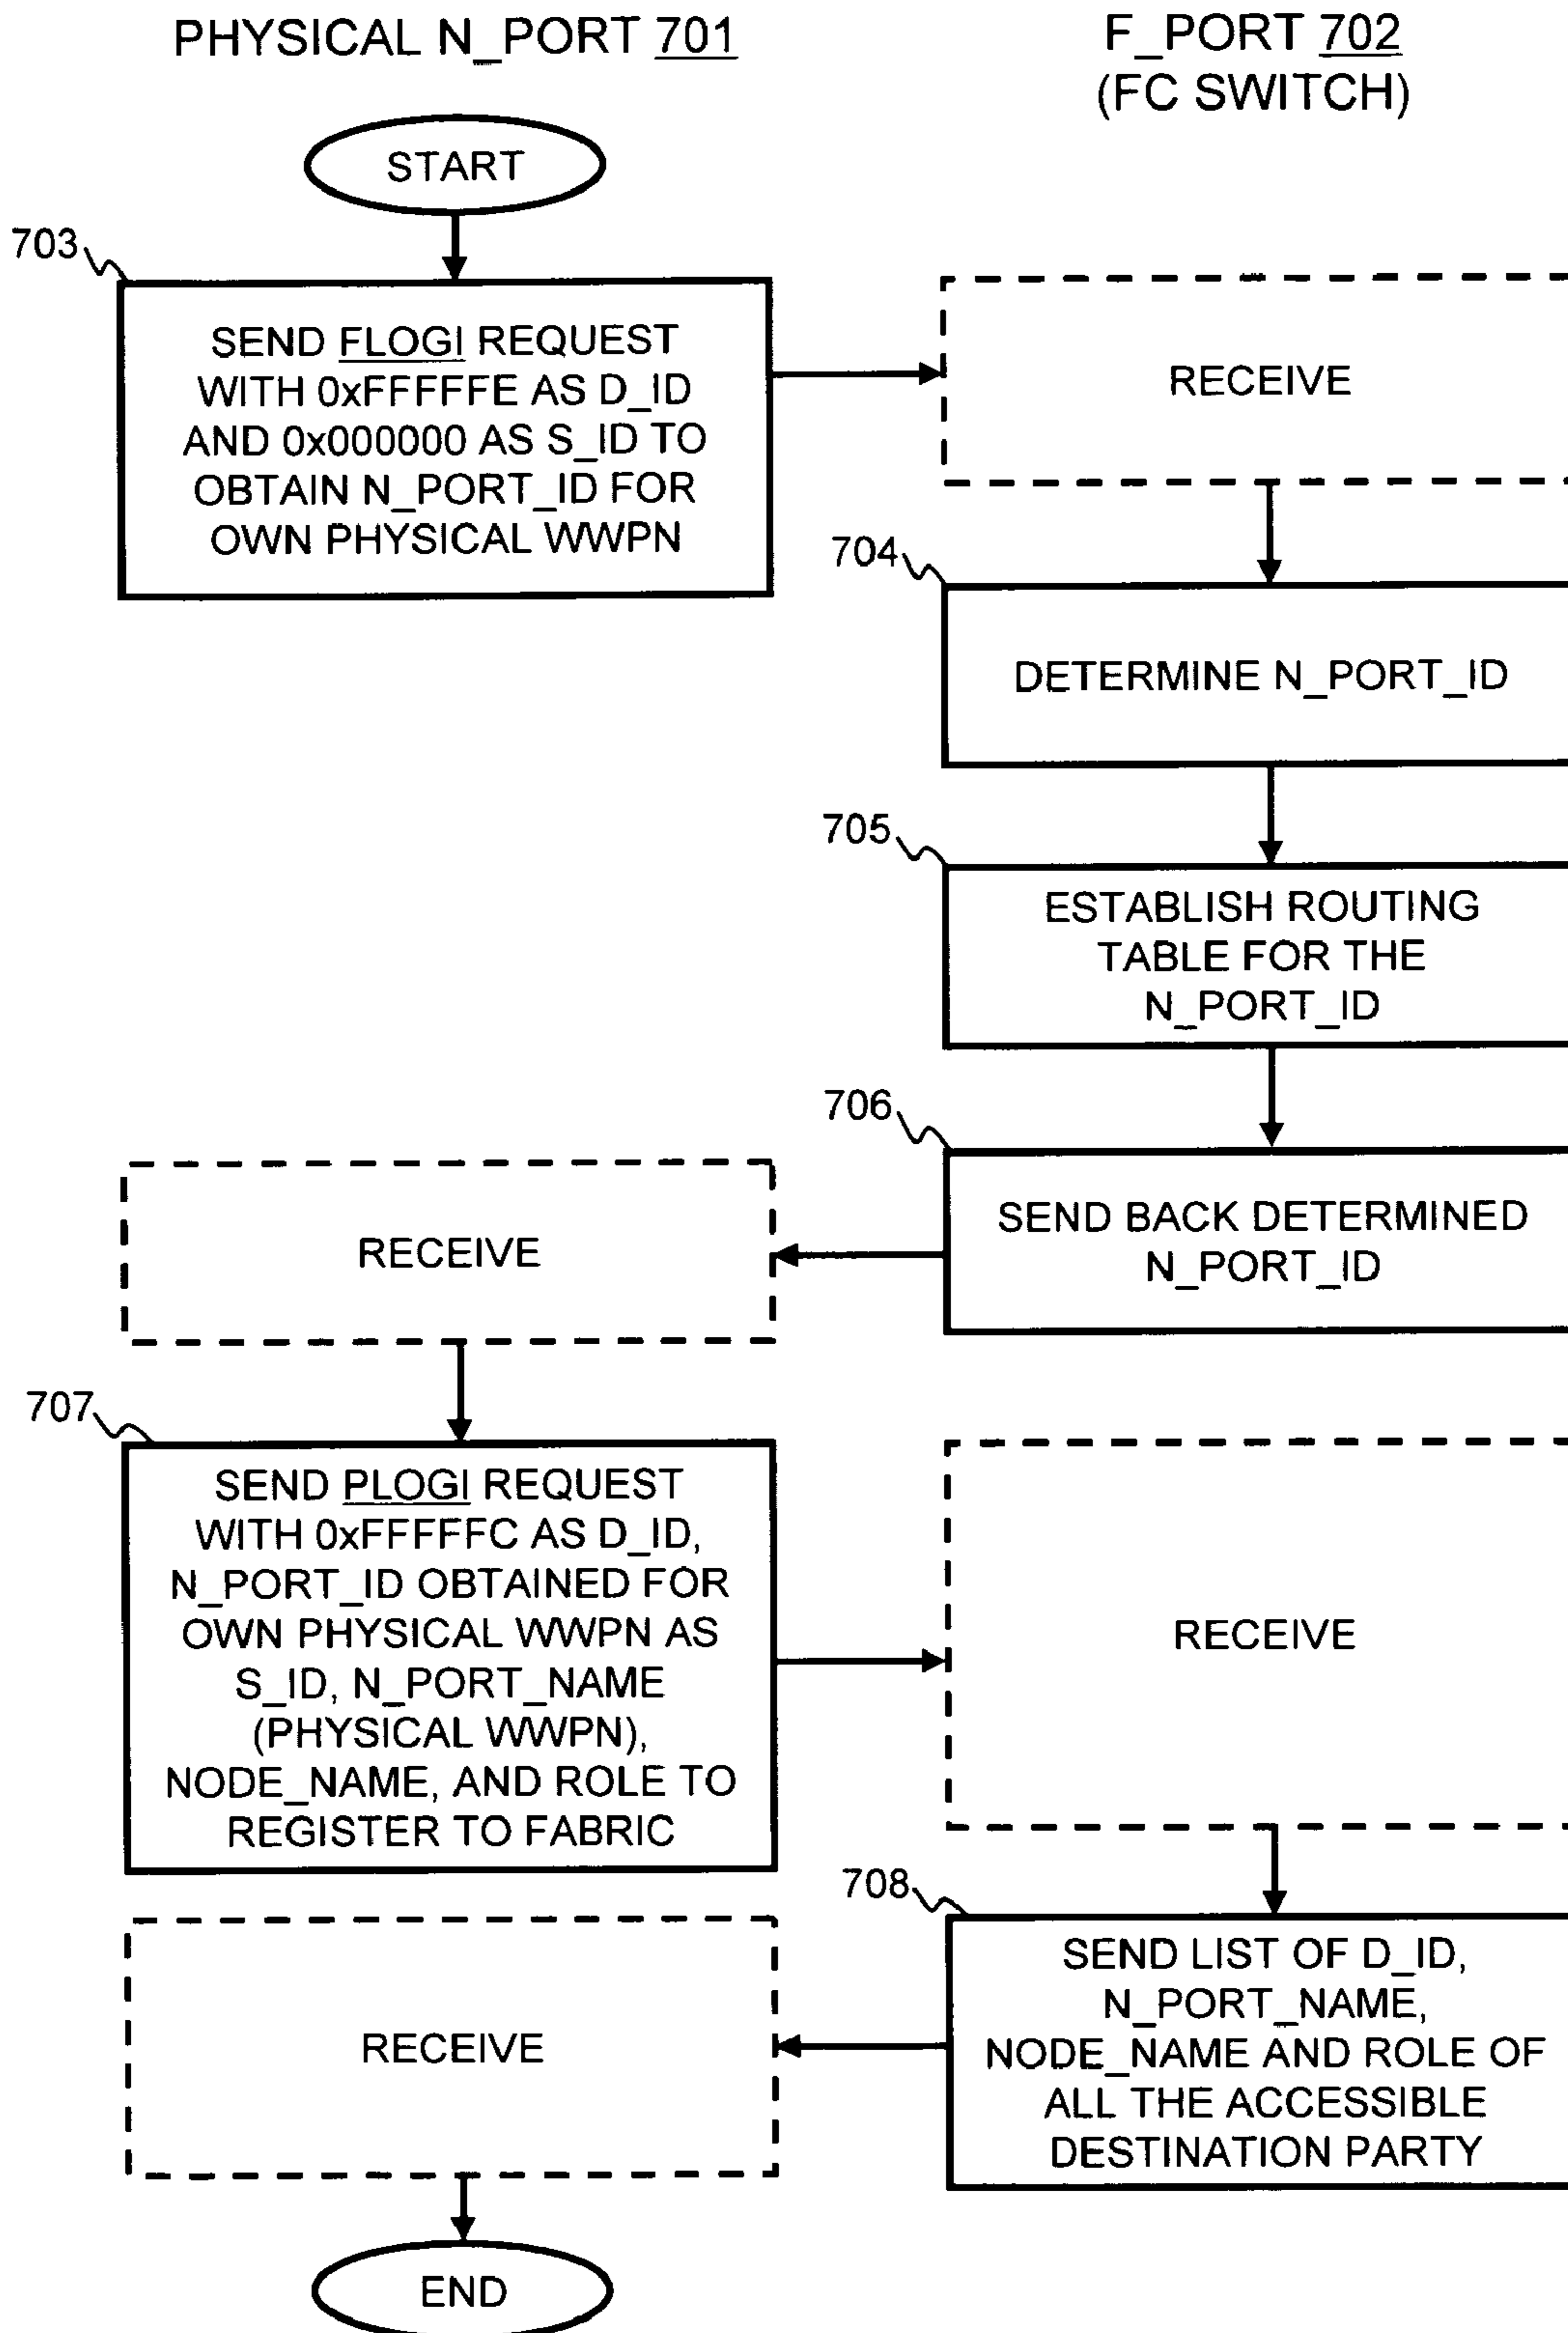 PHYSICAL N_PORT 701
F_PORT 702
(FC SWITCH)
START
703
SEND FLOGI REQUEST
WITH 0xFFFFFE AS D_ID
AND 0x000000 AS S_ID TO
OBTAIN N_PORT_ID FOR
OWN PHYSICAL WWPN
RECEIVE
704
DETERMINE N_PORT_ID
705
ESTABLISH ROUTING
TABLE FOR THE
N_PORT_ID
706
SEND BACK DETERMINED
N_PORT_ID
RECEIVE
707
SEND PLOGI REQUEST
WITH 0xFFFFFC AS D_ID,
N_PORT_ID OBTAINED FOR
OWN PHYSICAL WWPN AS
S_ID, N_PORT_NAME
(PHYSICAL WWPN),
NODE_NAME, AND ROLE TO
REGISTER TO FABRIC
RECEIVE
708
SEND LIST OF D_ID,
N_PORT_NAME,
NODE_NAME AND ROLE OF
ALL THE ACCESSIBLE
DESTINATION PARTY
RECEIVE
END